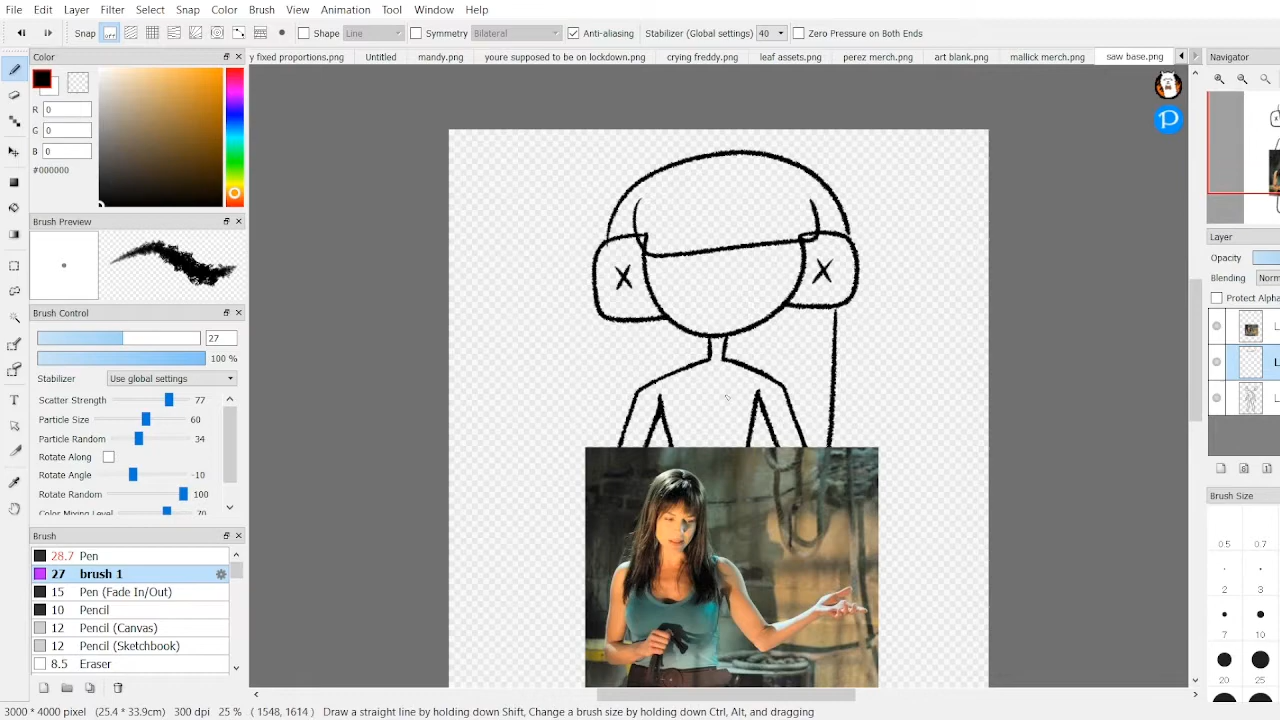 File Edit Layer Filter Select Snap Color Brush View Animation Tool Window Help
Snap off Shape Line Symmetry Bilateral Anti-aliasing Stabilizer (Global settings) 40 Zero Pressure on Both Ends
Color
y fixed proportions.png Untitled mandy.png youre supposed to be on lockdown.png crying freddy.png leaf assets.png perez merch.png art blank.png mallick merch.png saw base.png
Navigator
R 0
G 0
B 0
#000000
P
Brush Preview
Layer
Opacity
Blending Norm
Protect Alpha
Brush Control
27
100 %
Stabilizer Use global settings
Scatter Strength 77
Particle Size 60
Particle Random 34
Rotate Along
Rotate Angle -10
Rotate Random 100
Color Mixing Level 70
Brush
28.7 Pen
27 brush 1
15 Pen (Fade In/Out)
10 Pencil
12 Pencil (Canvas)
12 Pencil (Sketchbook)
8.5 Eraser
Brush Size
0.5 0.7
2 3
7 10
20 25
3000 * 4000 pixel (25.4 * 33.9cm) 300 dpi 25 % ( 1548, 1614 ) Draw a straight line by holding down Shift, Change a brush size by holding down Ctrl, Alt, and dragging